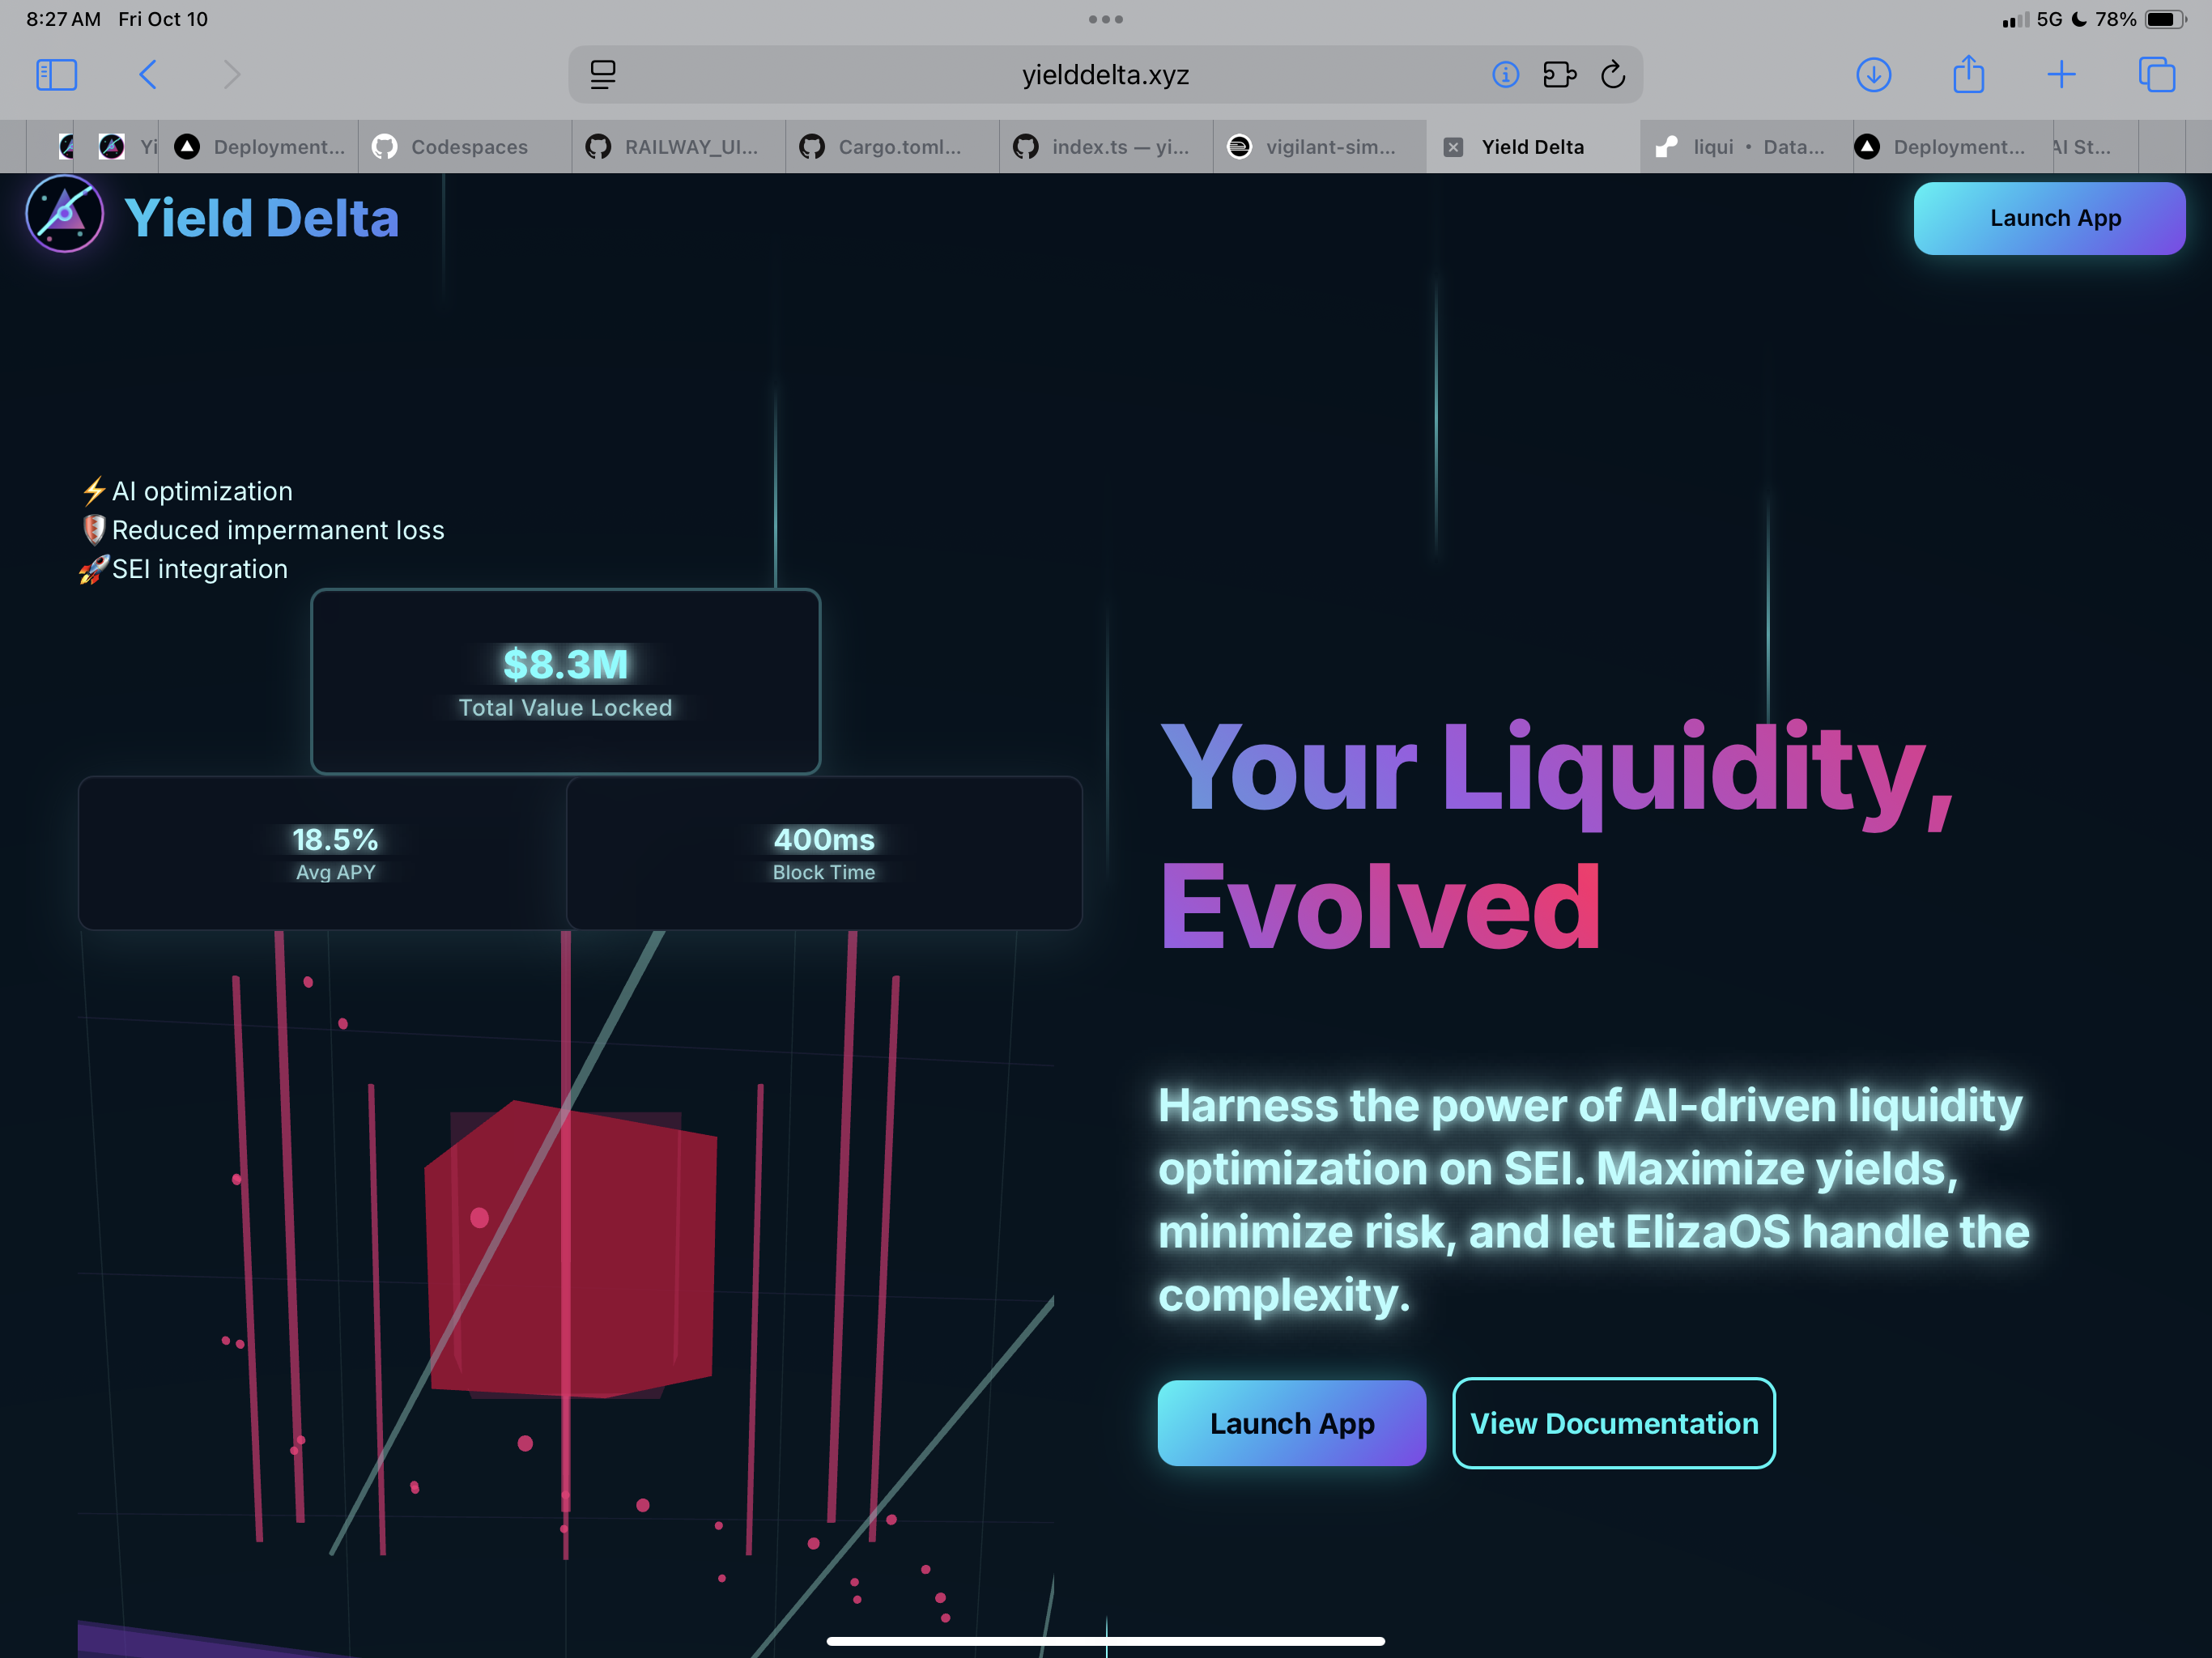 8:27 AM Fri Oct 10
5G 78%
yielddelta.xyz
Yi
Deployment...
Codespaces
RAILWAY_UI...
Cargo.toml...
index.ts — yi...
vigilant-sim...
Yield Delta
liqui • Data...
Deployment...
AI St...
Yield Delta
Launch App
⚡AI optimization
🛡️Reduced impermanent loss
🚀SEI integration
$8.3M
Total Value Locked
18.5%
Avg APY
400ms
Block Time
Your Liquidity,
Evolved
Harness the power of AI-driven liquidity
optimization on SEI. Maximize yields,
minimize risk, and let ElizaOS handle the
complexity.
Launch App
View Documentation